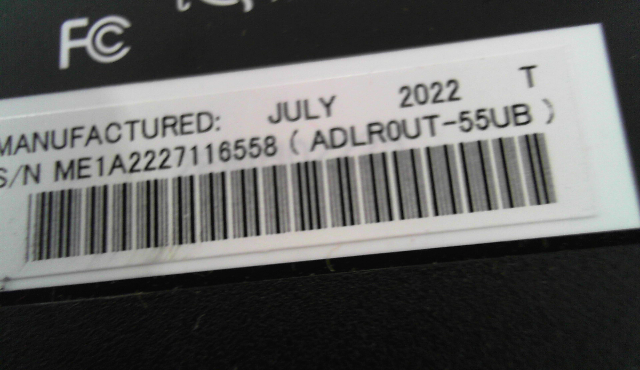 FC
MANUFACTURED: JULY 2022 T
S/N ME1A2227116558 ( ADLR0UT-55UB )